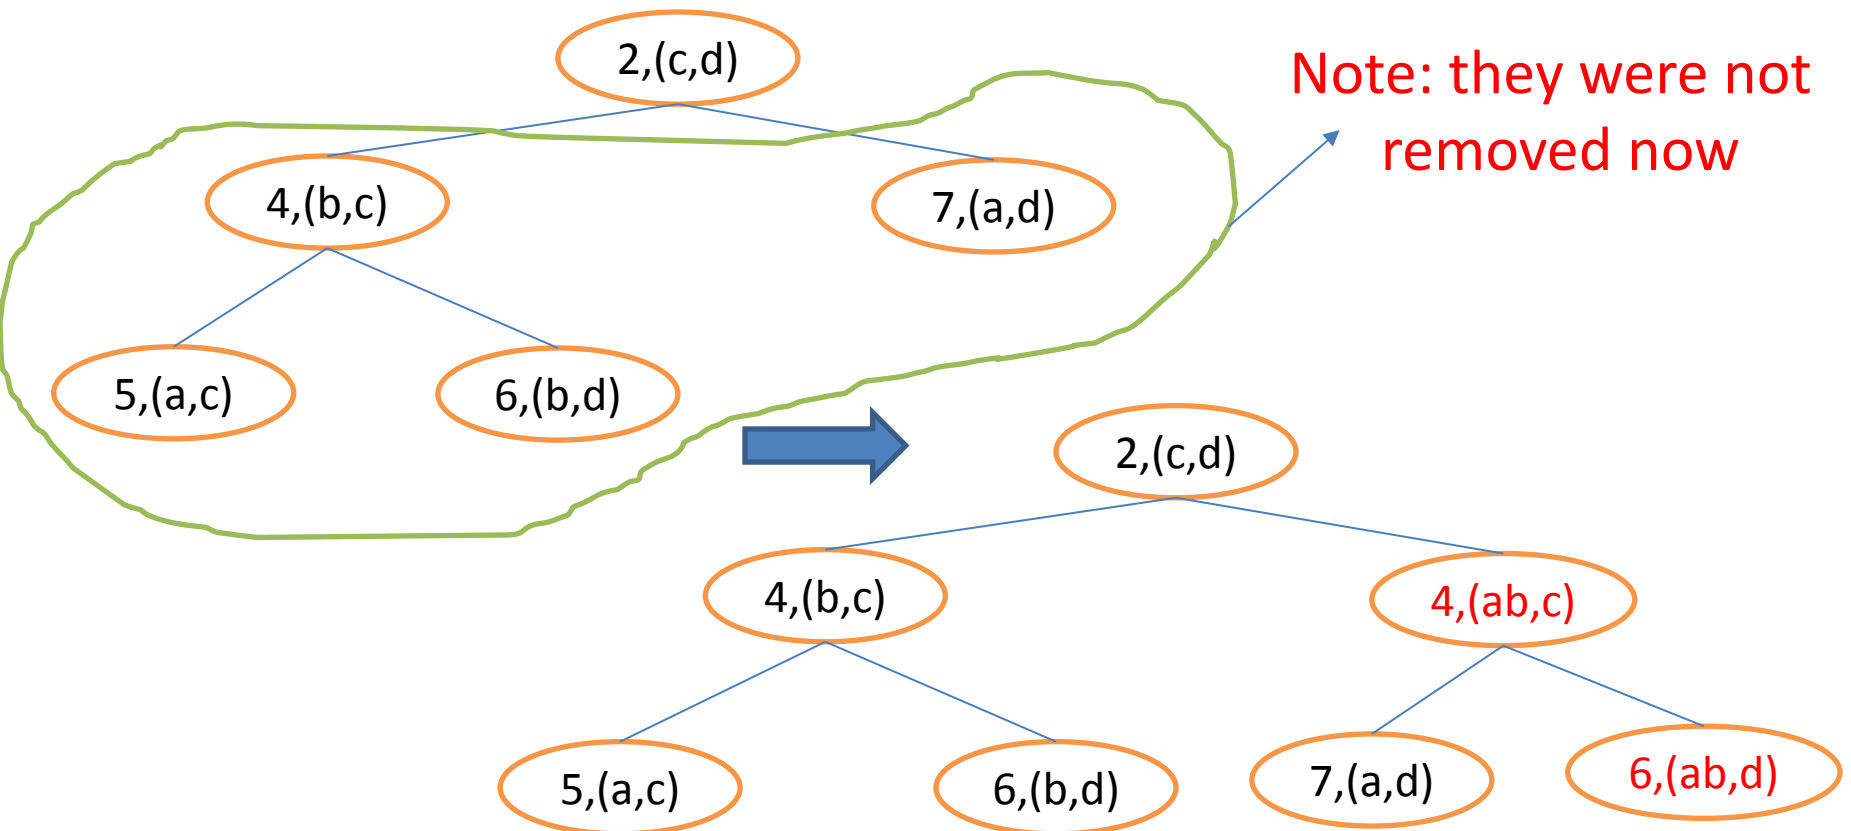 2,(c,d)
Note: they were not
removed now
4,(b,c)
7,(a,d)
5,(a,c)
6,(b,d)
2,(c,d)
4,(b,c)
4,(ab,c)
5,(a,c)
6,(b,d)
7,(a,d)
6,(ab,d)